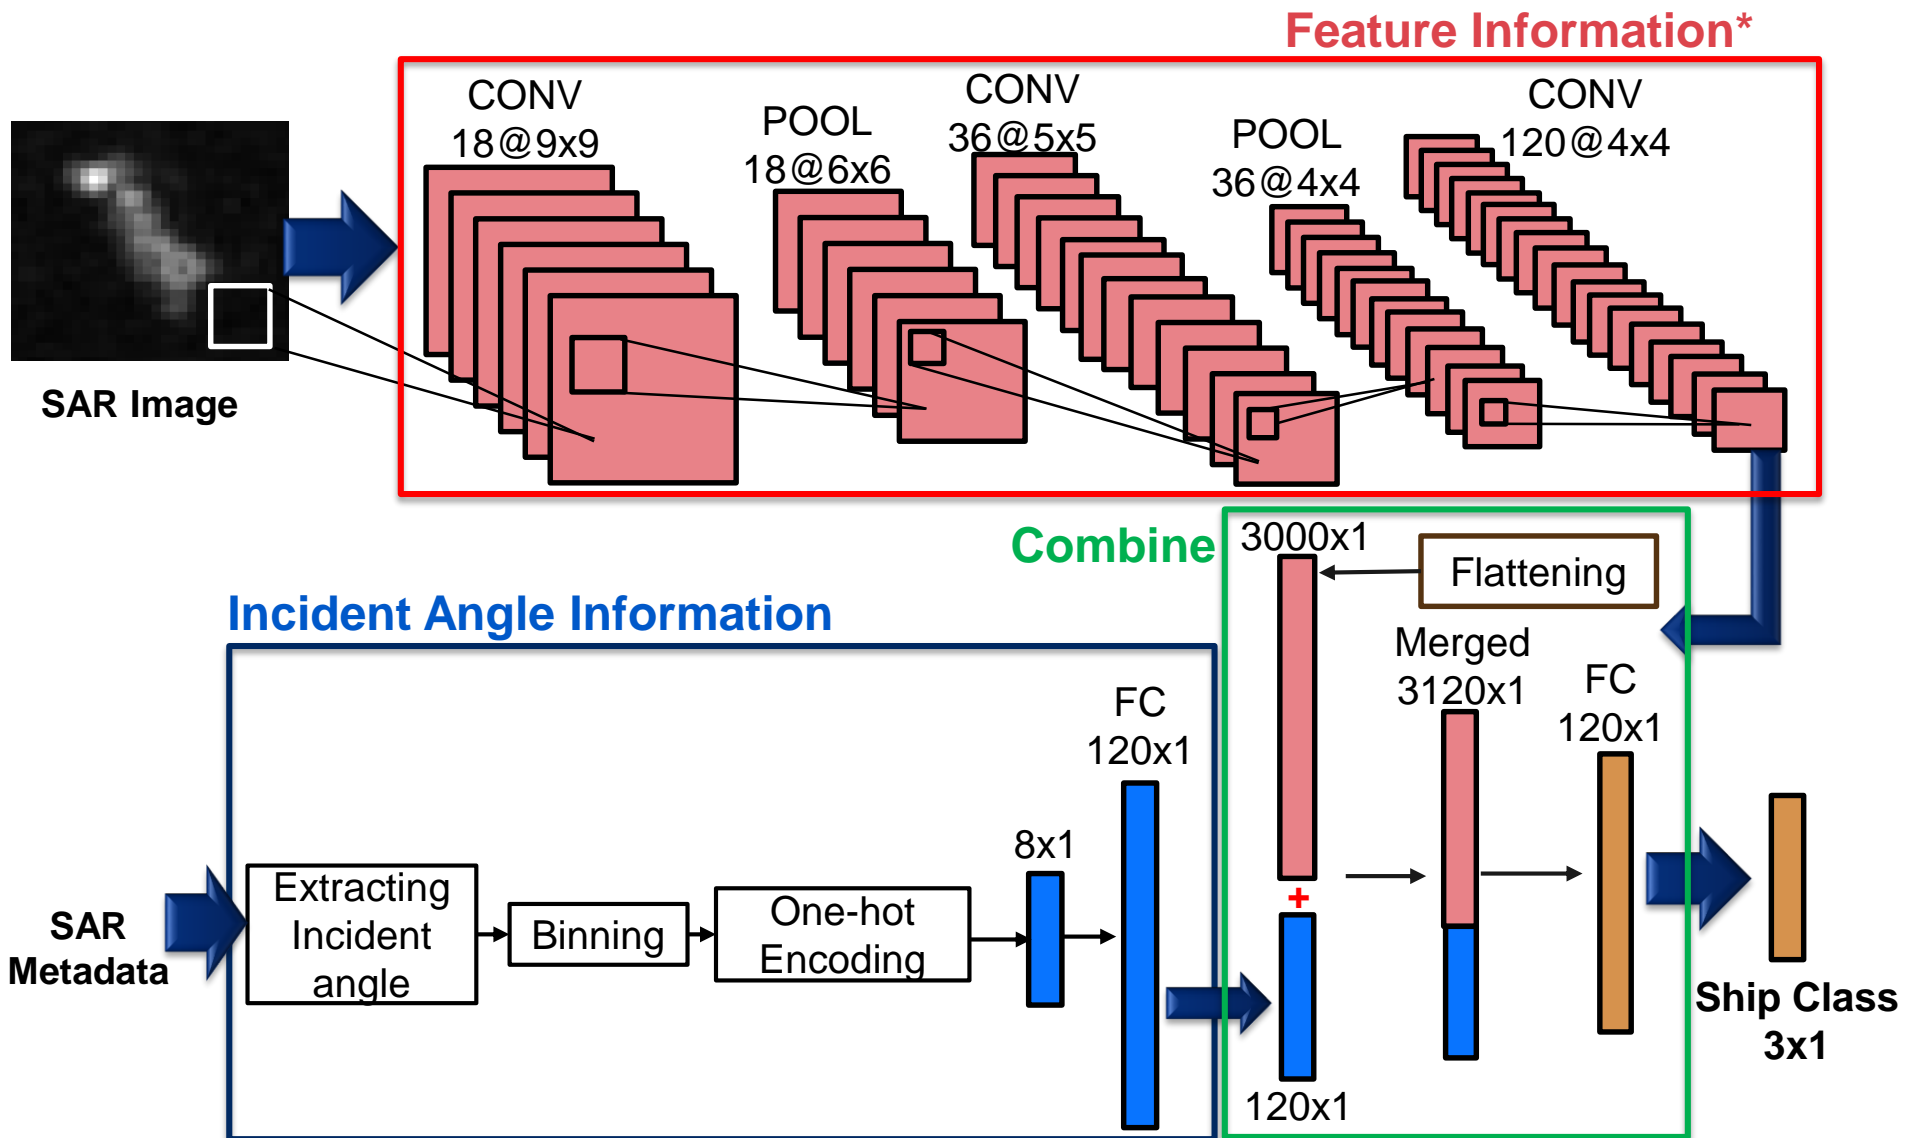 Feature Information*
CONV
18@9x9
POOL
18@6x6
CONV
36@5x5
POOL
36@4x4
CONV
120@4x4
SAR Image
Combine
3000x1
Flattening
Incident Angle Information
Merged
3120x1
FC
120x1
FC
120x1
8x1
+
SAR
Metadata
Extracting
Incident
angle
Binning
One-hot
Encoding
120x1
Ship Class
3x1